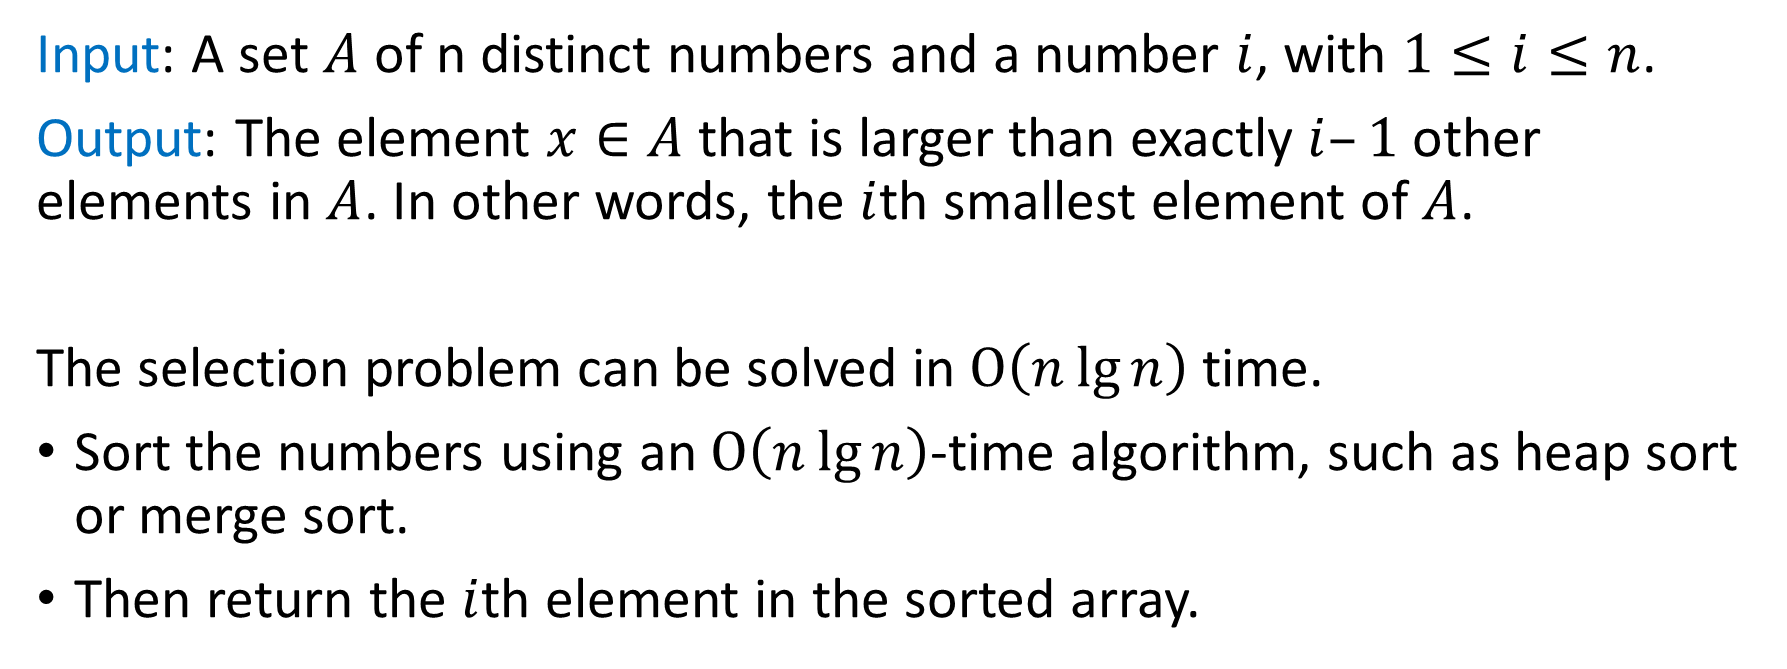 Input: A set A of n distinct numbers and a number i, with 1 ≤ i ≤ n.
Output: The element x ∈ A that is larger than exactly i– 1 other
elements in A. In other words, the ith smallest element of A.
The selection problem can be solved in O(n lg n) time.
• Sort the numbers using an O(n lg n)-time algorithm, such as heap sort
or merge sort.
• Then return the ith element in the sorted array.